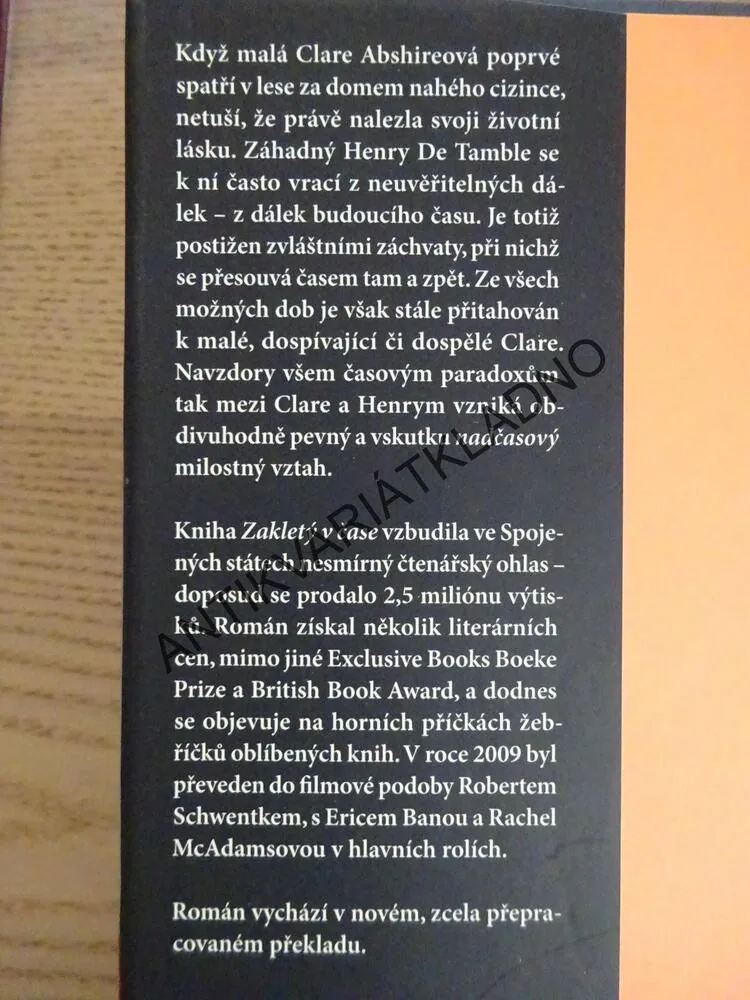 Když malá Clare Abshireová poprvé
spatří v lese za domem nahého cizince,
netuší, že právě nalezla svoji životní
lásku. Záhadný Henry De Tamble se
k ní často vrací z neuvěřitelných dá-
lek – z dálek budoucího času. Je totiž
postižen zvláštními záchvaty, při nichž
se přesouvá časem tam a zpět. Ze všech
možných dob je však stále přitahován
k malé, dospívající či dospělé Clare.
Navzdory všem časovým paradoxům
tak mezi Clare a Henrym vzniká ob-
divuhodně pevný a vskutku nadčasový
milostný vztah.
Kniha Zakletý v čase vzbudila ve Spoje-
ných státech nesmírný čtenářský ohlas –
doposud se prodalo 2,5 miliónu výtis-
ků. Román získal několik literárních
cen, mimo jiné Exclusive Books Boeke
Prize a British Book Award, a dodnes
se objevuje na horních příčkách žeb-
říčků oblíbených knih. V roce 2009 byl
převeden do filmové podoby Robertem
Schwentkem, s Ericem Banou a Rachel
McAdamsovou v hlavních rolích.
Román vychází v novém, zcela přepra-
covaném překladu.
ANTIKVARIÁTKLADNO